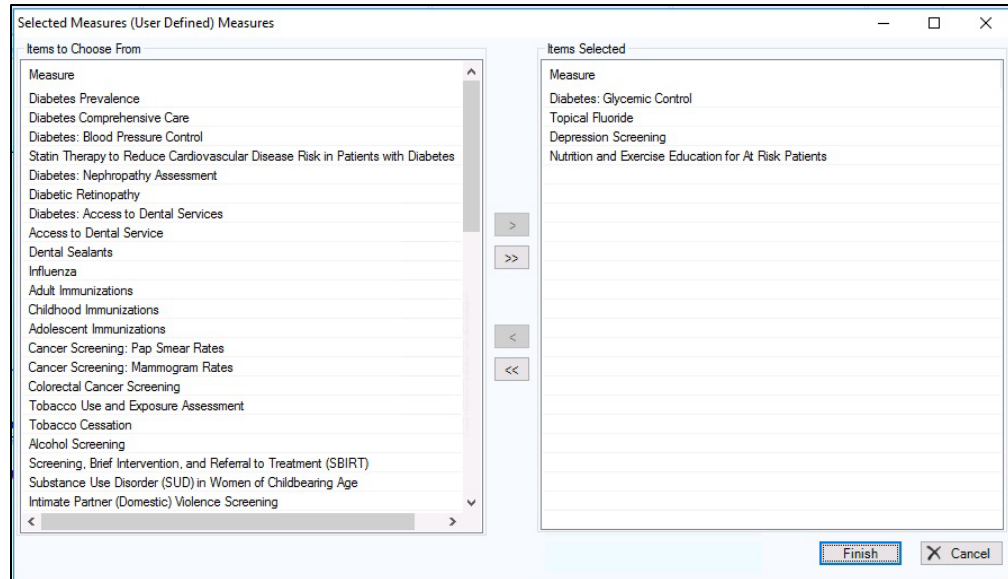 Selected Measures (User Defined) Measures
Items to Choose From
Measure
Diabetes Prevalence
Diabetes Comprehensive Care
Diabetes: Blood Pressure Control
Statin Therapy to Reduce Cardiovascular Disease Risk in Patients with Diabetes
Diabetes: Nephropathy Assessment
Diabetic Retinopathy
Diabetes: Access to Dental Services
Access to Dental Service
Dental Sealants
Influenza
Adult Immunizations
Childhood Immunizations
Adolescent Immunizations
Cancer Screening: Pap Smear Rates
Cancer Screening: Mammogram Rates
Colorectal Cancer Screening
Tobacco Use and Exposure Assessment
Tobacco Cessation
Alcohol Screening
Screening, Brief Intervention, and Referral to Treatment (SBIRT)
Substance Use Disorder (SUD) in Women of Childbearing Age
Intimate Partner (Domestic) Violence Screening
>
>>
<
<<
Items Selected
Measure
Diabetes: Glycemic Control
Topical Fluoride
Depression Screening
Nutrition and Exercise Education for At Risk Patients
Finish
Cancel